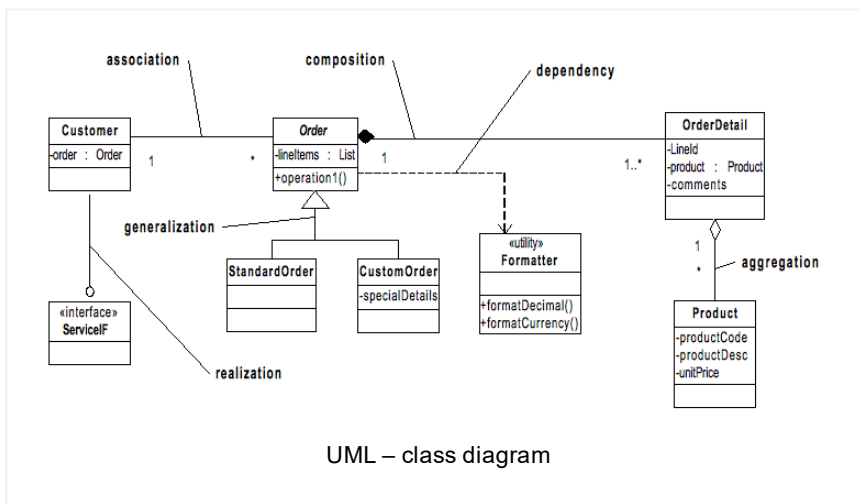 association
composition
dependency
Customer
-order : Order
1
*
Order
-lineItems : List
+operation1()
1
1..*
OrderDetail
-LineId
-product : Product
-comments
generalization
StandardOrder
CustomOrder
-specialDetails
«utility»
Formatter
+formatDecimal()
+formatCurrency()
1
*
aggregation
«interface»
ServiceIF
realization
Product
-productCode
-productDesc
-unitPrice
UML – class diagram